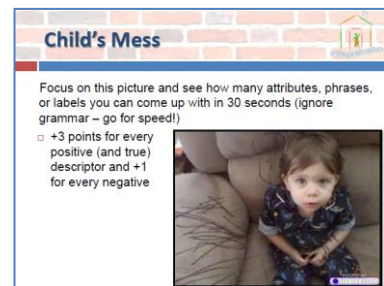 Child's Mess
Focus on this picture and see how many attributes, phrases,
or labels you can come up with in 30 seconds (ignore
grammar – go for speed!)
+3 points for every
positive (and true)
descriptor and +1
for every negative